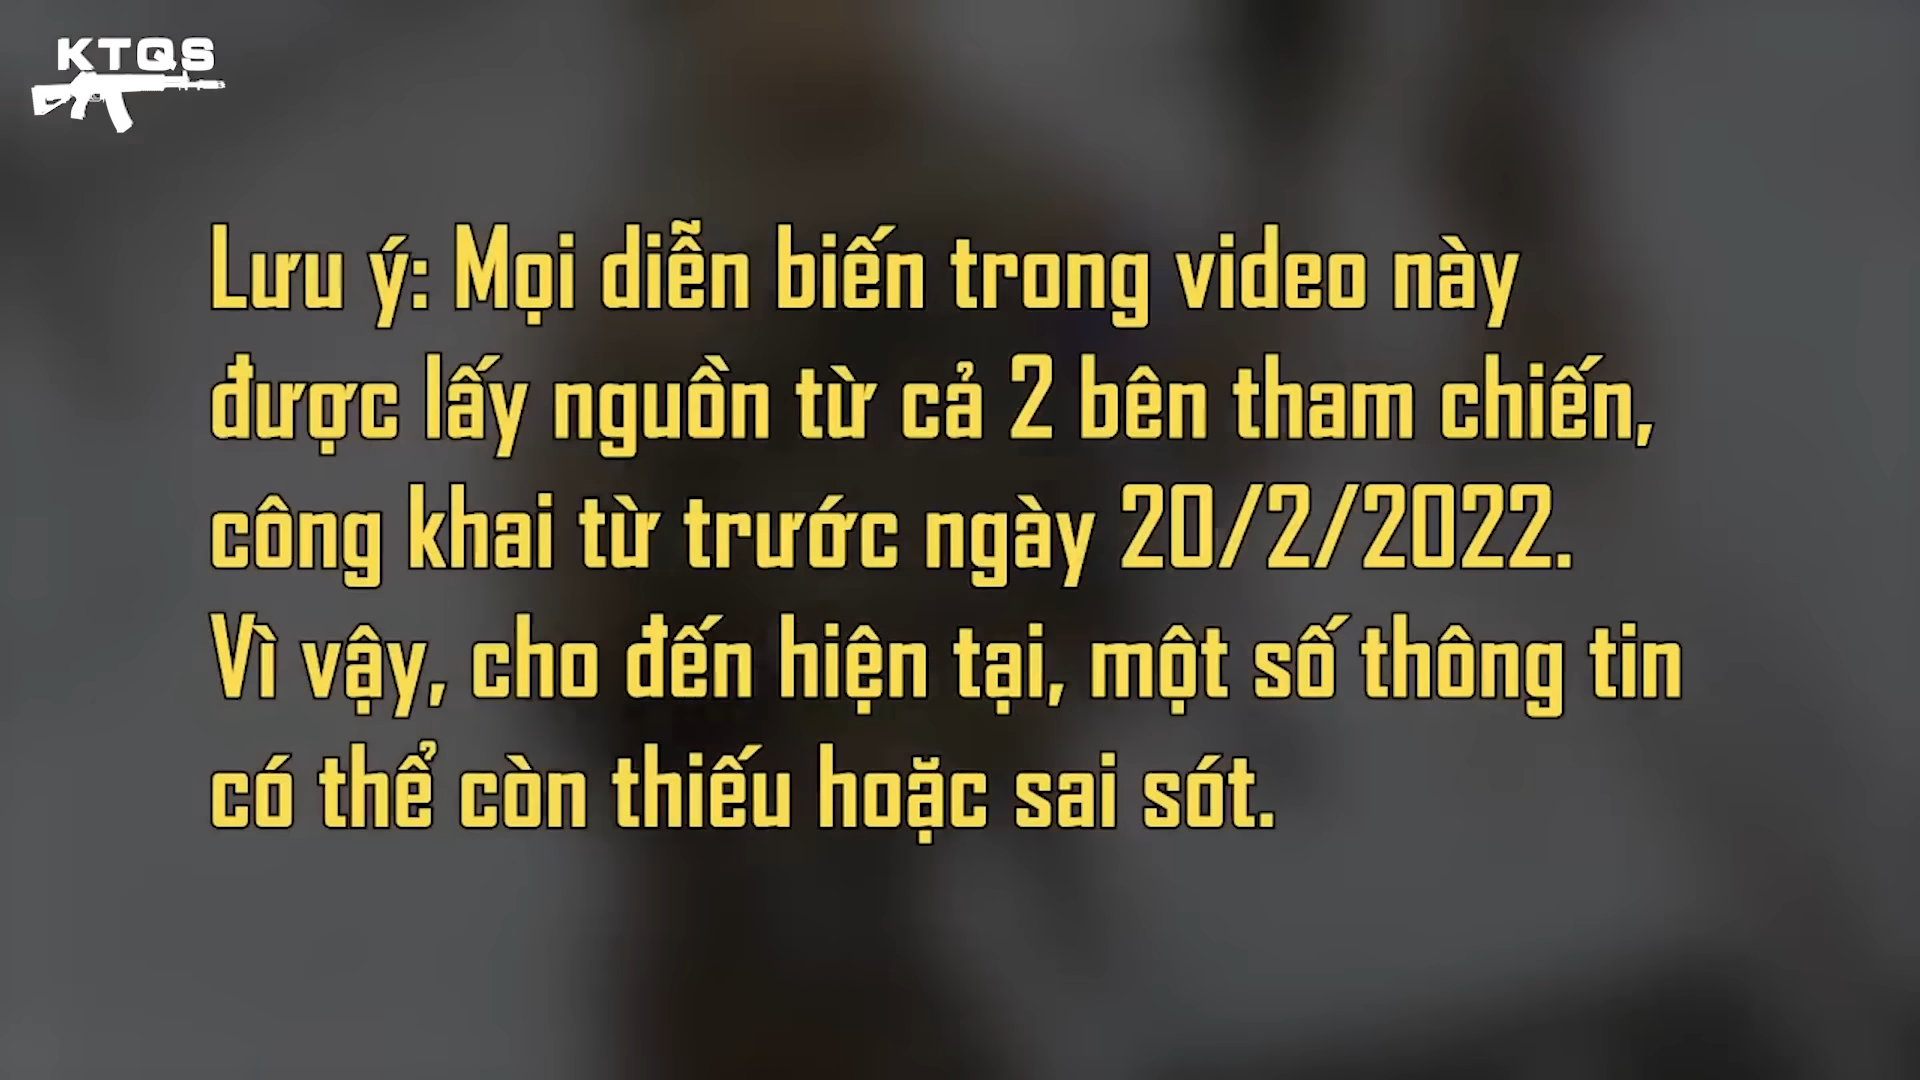 KTQS
Lưu ý: Mọi diễn biến trong video này
được lấy nguồn từ cả 2 bên tham chiến,
công khai từ trước ngày 20/2/2022.
Vì vậy, cho đến hiện tại, một số thông tin
có thể còn thiếu hoặc sai sót.